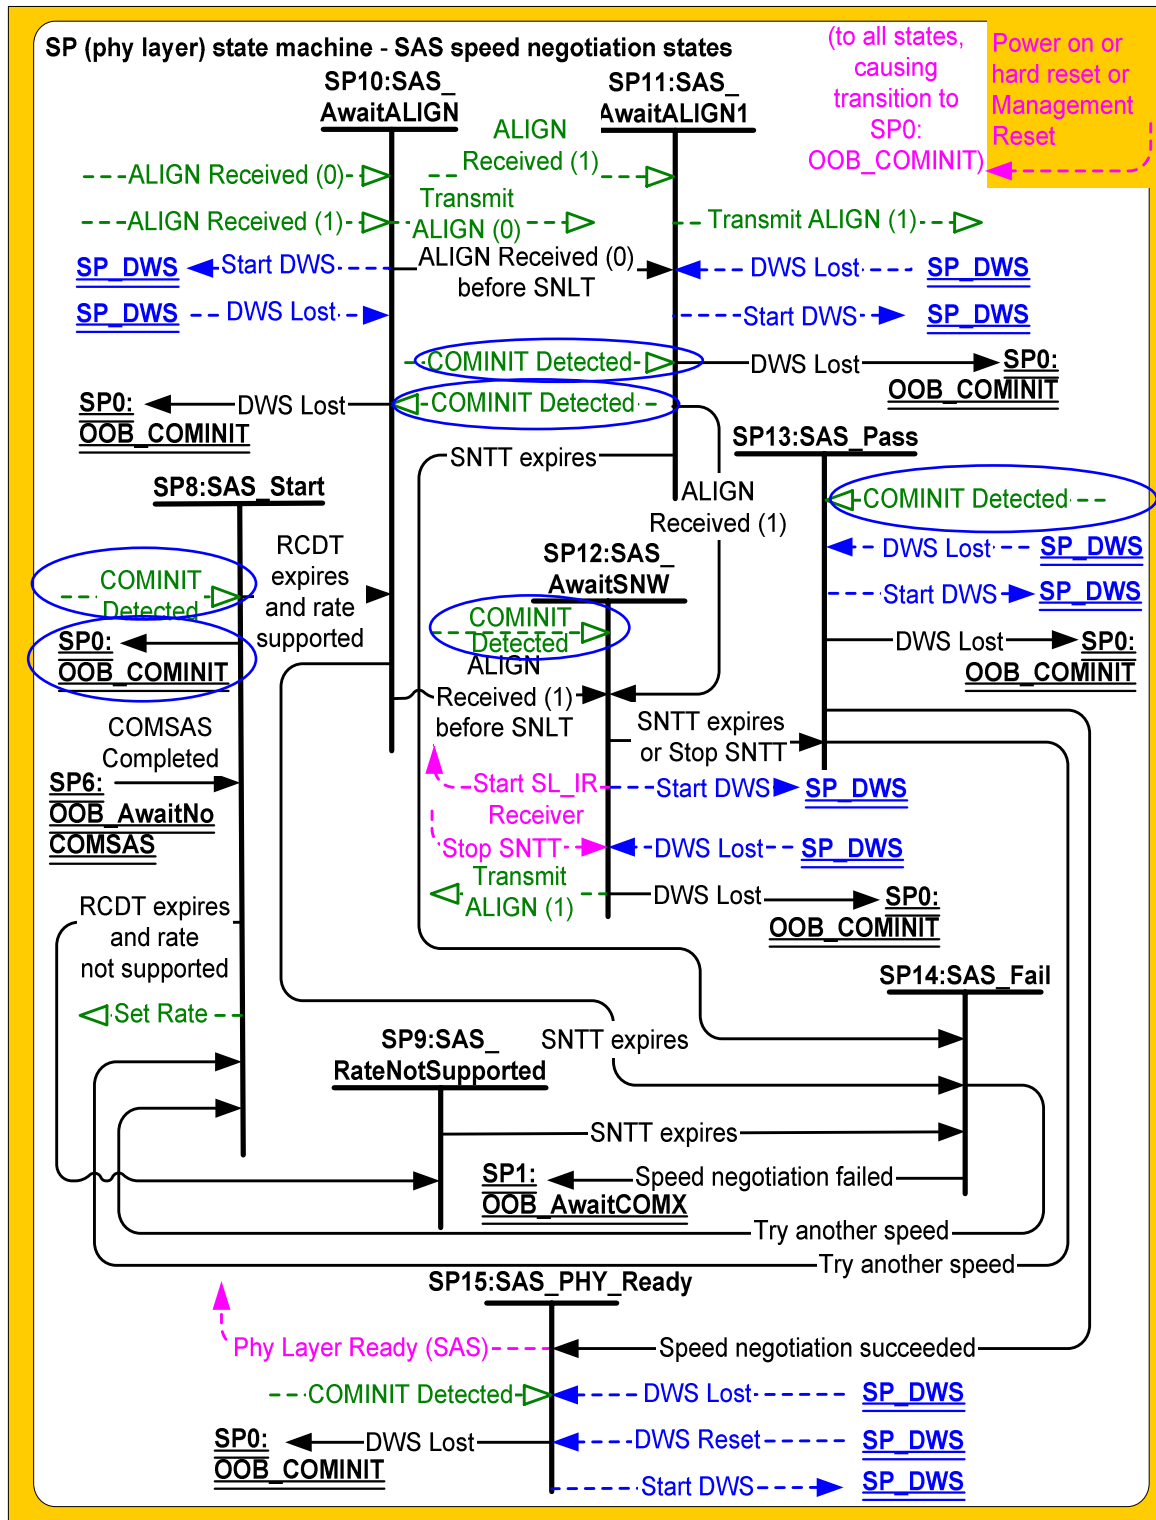 SP (phy layer) state machine - SAS speed negotiation states
(to all states,
causing
transition to
SP0:
OOB_COMINIT)
Power on or
hard reset or
Management
Reset
SP10:SAS_
AwaitALIGN
SP11:SAS_
AwaitALIGN1
ALIGN Received (0)
ALIGN
Received (1)
ALIGN Received (1)
Transmit
ALIGN (0)
Transmit ALIGN (1)
SP_DWS
Start DWS
ALIGN Received (0)
before SNLT
DWS Lost
SP_DWS
SP_DWS
DWS Lost
Start DWS
SP_DWS
COMINIT Detected
DWS Lost
SP0:
OOB_COMINIT
SP0:
OOB_COMINIT
DWS Lost
COMINIT Detected
SP13:SAS_Pass
SNTT expires
SP8:SAS_Start
ALIGN
Received (1)
COMINIT Detected
RCDT
expires
and rate
supported
SP12:SAS_
AwaitSNW
DWS Lost
SP_DWS
COMINIT
Detected
Start DWS
SP_DWS
COMINIT
Detected
SP0:
OOB_COMINIT
DWS Lost
SP0:
OOB_COMINIT
ALIGN
Received (1)
before SNLT
COMSAS
Completed
SNTT expires
or Stop SNTT
SP6:
OOB_AwaitNo
COMSAS
Start SL_IR
Receiver
Start DWS
SP_DWS
Stop SNTT
DWS Lost
SP_DWS
Transmit
ALIGN (1)
DWS Lost
SP0:
OOB_COMINIT
RCDT expires
and rate
not supported
SP14:SAS_Fail
Set Rate
SP9:SAS_
RateNotSupported
SNTT expires
SNTT expires
SP1:
OOB_AwaitCOMX
Speed negotiation failed
Try another speed
Try another speed
SP15:SAS_PHY_Ready
Phy Layer Ready (SAS)
Speed negotiation succeeded
COMINIT Detected
DWS Lost
SP_DWS
SP0:
OOB_COMINIT
DWS Lost
DWS Reset
SP_DWS
Start DWS
SP_DWS